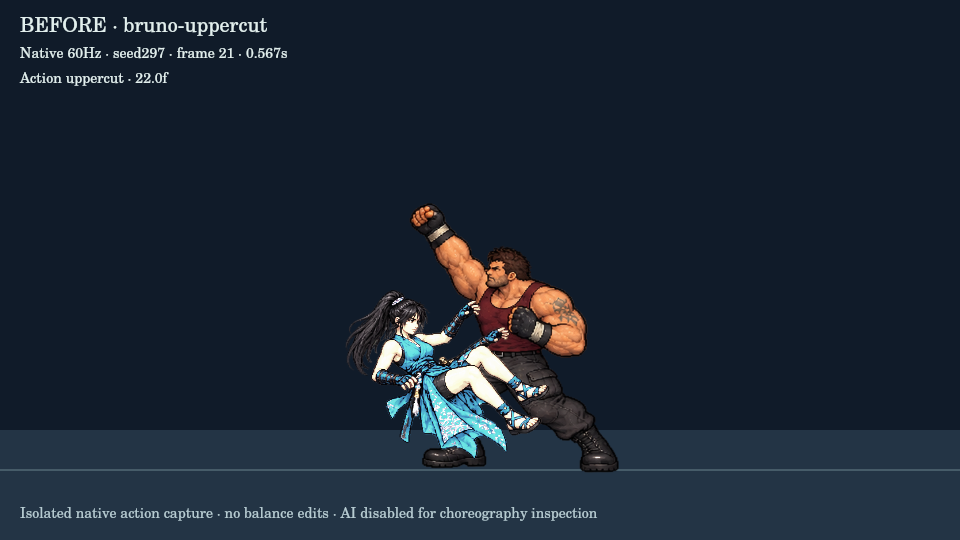 BEFORE · bruno-uppercut
Native 60Hz · seed297 · frame 21 · 0.567s
Action uppercut · 22.0f
Isolated native action capture · no balance edits · AI disabled for choreography inspection